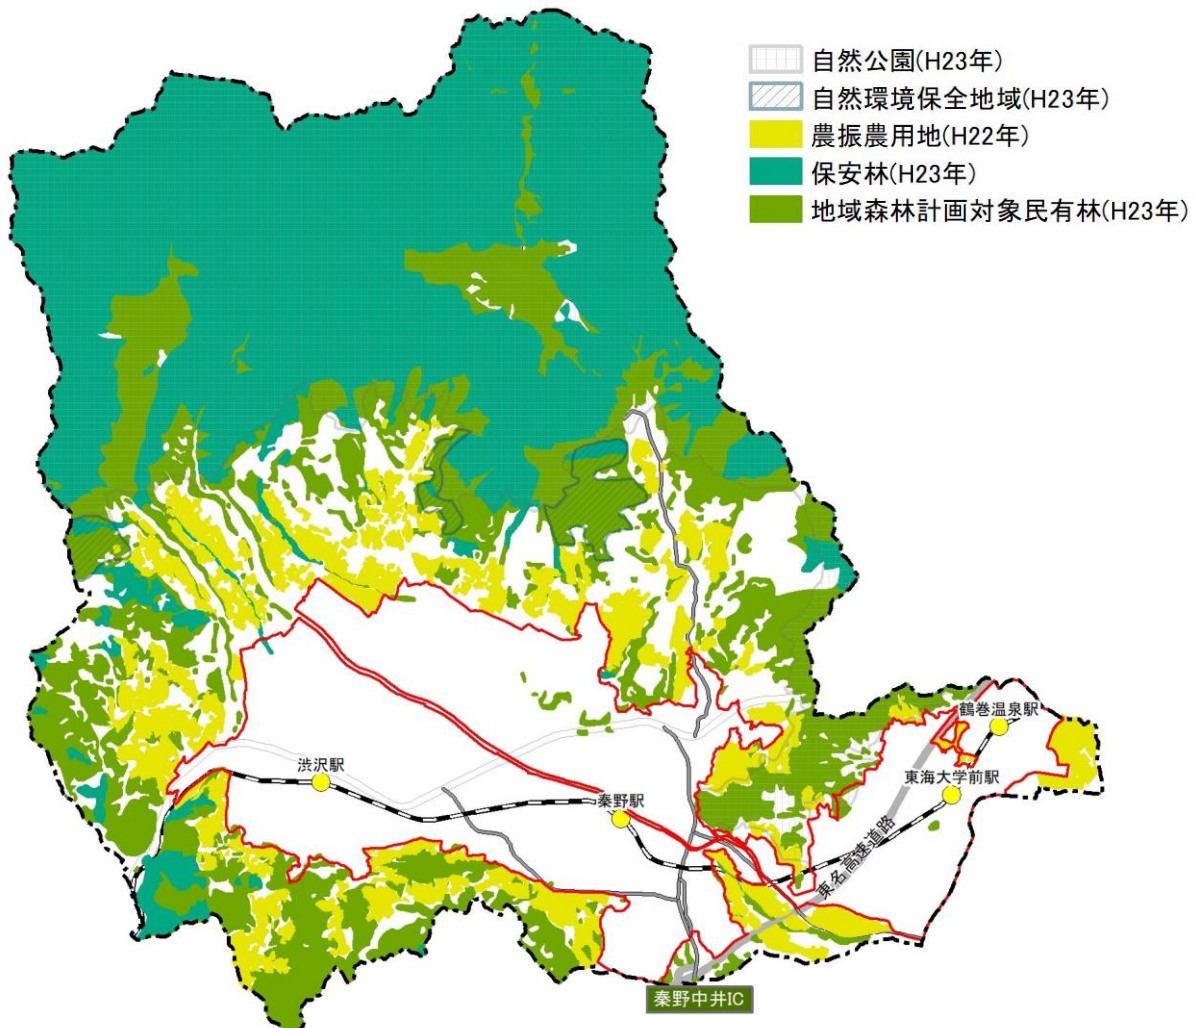 自然公園(H23年)
自然環境保全地域(H23年)
農振農用地(H22年)
保安林(H23年)
地域森林計画対象民有林(H23年)
鶴巻温泉駅
渋沢駅
東海大学前駅
秦野駅
東名高速道路
秦野中井IC